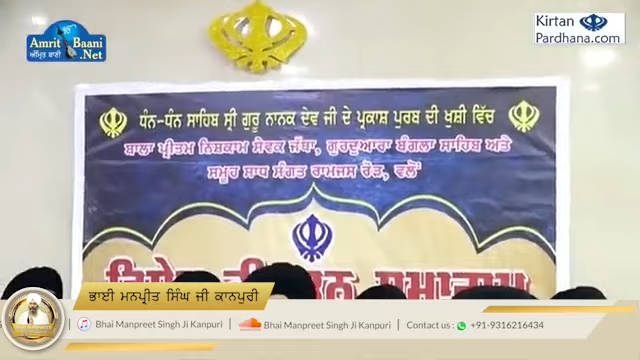 Amrit Baani
.Net
ਅੰਮ੍ਰਿਤ ਬਾਣੀ
Kirtan
Pardhana.com
ਧੰਨ-ਧੰਨ ਸਾਹਿਬ ਸ੍ਰੀ ਗੁਰੂ ਨਾਨਕ ਦੇਵ ਜੀ ਦੇ ਪ੍ਰਕਾਸ਼ ਪੁਰਬ ਦੀ ਖੁਸ਼ੀ ਵਿੱਚ
ਬਾਲਾ ਪ੍ਰੀਤਮ ਨਿਸ਼ਕਾਮ ਸੇਵਕ ਜੱਥਾ, ਗੁਰਦੁਆਰਾ ਬੰਗਲਾ ਸਾਹਿਬ ਅਤੇ
ਸਮੂਹ ਸਾਧ ਸੰਗਤ ਰਾਮਜਸ ਰੋਡ, ਵਲੋਂ
ਭਾਈ ਮਨਪ੍ਰੀਤ ਸਿੰਘ ਜੀ ਕਾਨਪੁਰੀ
Bhai Manpreet Singh Ji Kanpuri | Bhai Manpreet Singh Ji Kanpuri | Contact us : +91-9316216434